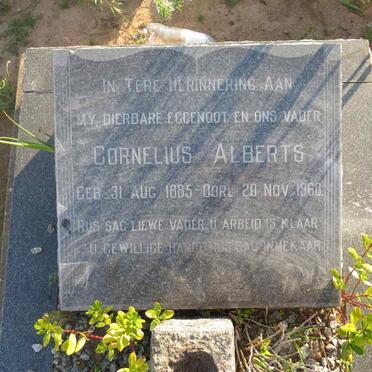 IN TERE HERINNERING AAN
MY DIERBARE EGGENOOT EN ONS VADER
CORNELIUS ALBERTS
GEB. 31 AUG. 1885 - OORL. 20 NOV. 1960.
RUS SAG LIEWE VADER, U ARBEID IS KLAAR
U GEWILLIGE HANDE RUS SAG INMEKAAR